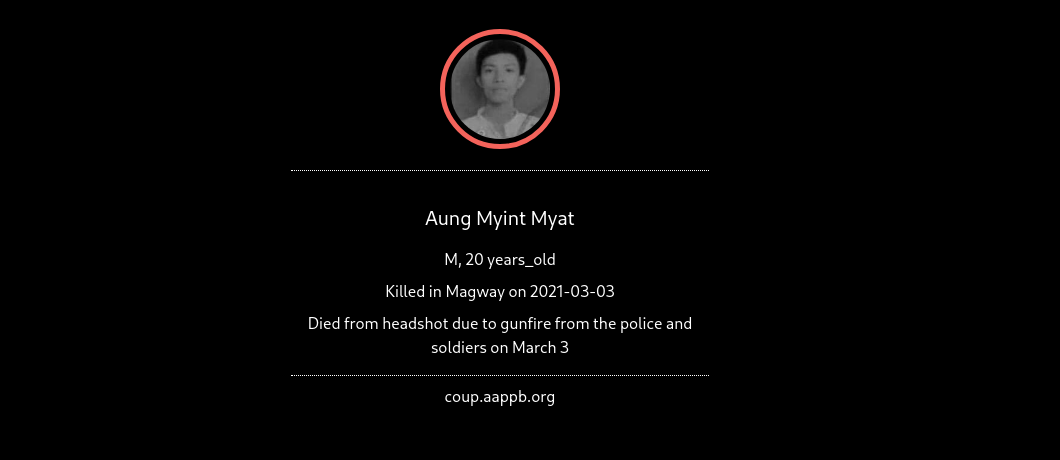 Aung Myint Myat
M, 20 years_old
Killed in Magway on 2021-03-03
Died from headshot due to gunfire from the police and
soldiers on March 3
coup.aappb.org